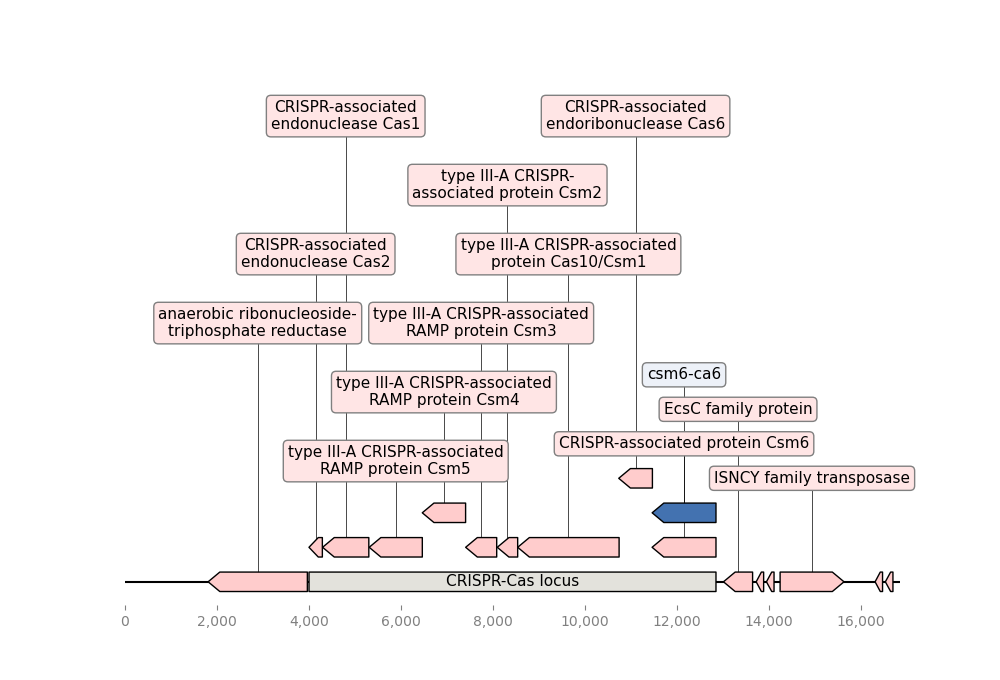 CRISPR-associated
endonuclease Cas1
CRISPR-associated
endoribonuclease Cas6
type III-A CRISPR-
associated protein Csm2
CRISPR-associated
endonuclease Cas2
type III-A CRISPR-associated
protein Cas10/Csm1
anaerobic ribonucleoside-
triphosphate reductase
type III-A CRISPR-associated
RAMP protein Csm3
csm6-ca6
type III-A CRISPR-associated
RAMP protein Csm4
EcsC family protein
CRISPR-associated protein Csm6
type III-A CRISPR-associated
RAMP protein Csm5
ISNCY family transposase
CRISPR-Cas locus
0 2,000 4,000 6,000 8,000 10,000 12,000 14,000 16,000